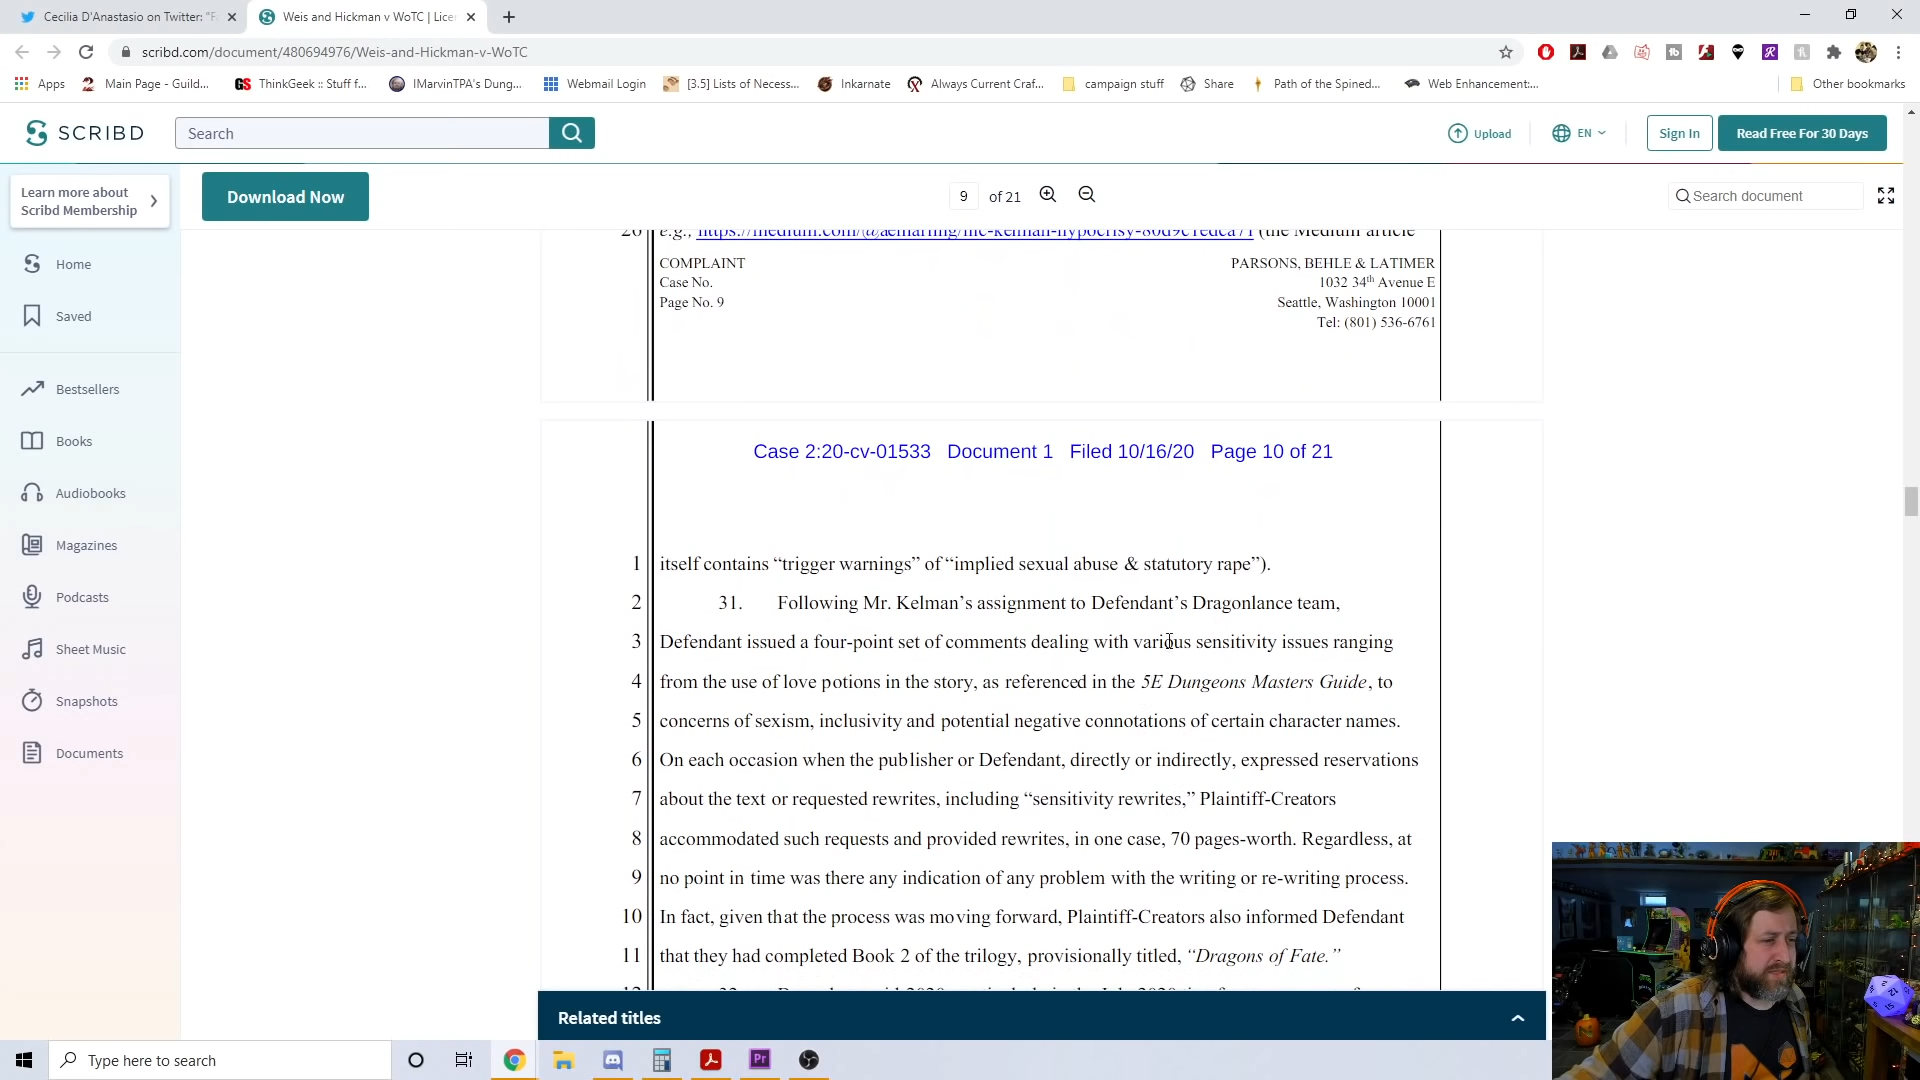 Cecilia D'Anastasio on Twitter: "F
Weis and Hickman v WoTC | Lice
scribd.com/document/480694976/Weis-and-Hickman-v-WoTC
Apps
Main Page - Guild...
ThinkGeek :: Stuff f...
IMarvinTPA's Dung...
Webmail Login
[3.5] Lists of Necess...
Inkarnate
Always Current Craf...
campaign stuff
Share
Path of the Spined...
Web Enhancement:...
Other bookmarks
SCRIBD
Search
Upload
EN
Sign In
Read Free For 30 Days
Learn more about
Scribd Membership
Download Now
9 of 21
Search document
Home
Saved
Bestsellers
Books
Audiobooks
Magazines
Podcasts
Sheet Music
Snapshots
Documents
(the Medium article
COMPLAINT
Case No.
Page No. 9
PARSONS, BEHLE & LATIMER
1032 34th Avenue E
Seattle, Washington 10001
Tel: (801) 536-6761
Case 2:20-cv-01533 Document 1 Filed 10/16/20 Page 10 of 21
1 itself contains “trigger warnings” of “implied sexual abuse & statutory rape”).
2 31. Following Mr. Kelman’s assignment to Defendant’s Dragonlance team,
3 Defendant issued a four-point set of comments dealing with various sensitivity issues ranging
4 from the use of love potions in the story, as referenced in the 5E Dungeons Masters Guide, to
5 concerns of sexism, inclusivity and potential negative connotations of certain character names.
6 On each occasion when the publisher or Defendant, directly or indirectly, expressed reservations
7 about the text or requested rewrites, including “sensitivity rewrites,” Plaintiff-Creators
8 accommodated such requests and provided rewrites, in one case, 70 pages-worth. Regardless, at
9 no point in time was there any indication of any problem with the writing or re-writing process.
10 In fact, given that the process was moving forward, Plaintiff-Creators also informed Defendant
11 that they had completed Book 2 of the trilogy, provisionally titled, “Dragons of Fate.”
Related titles
Type here to search